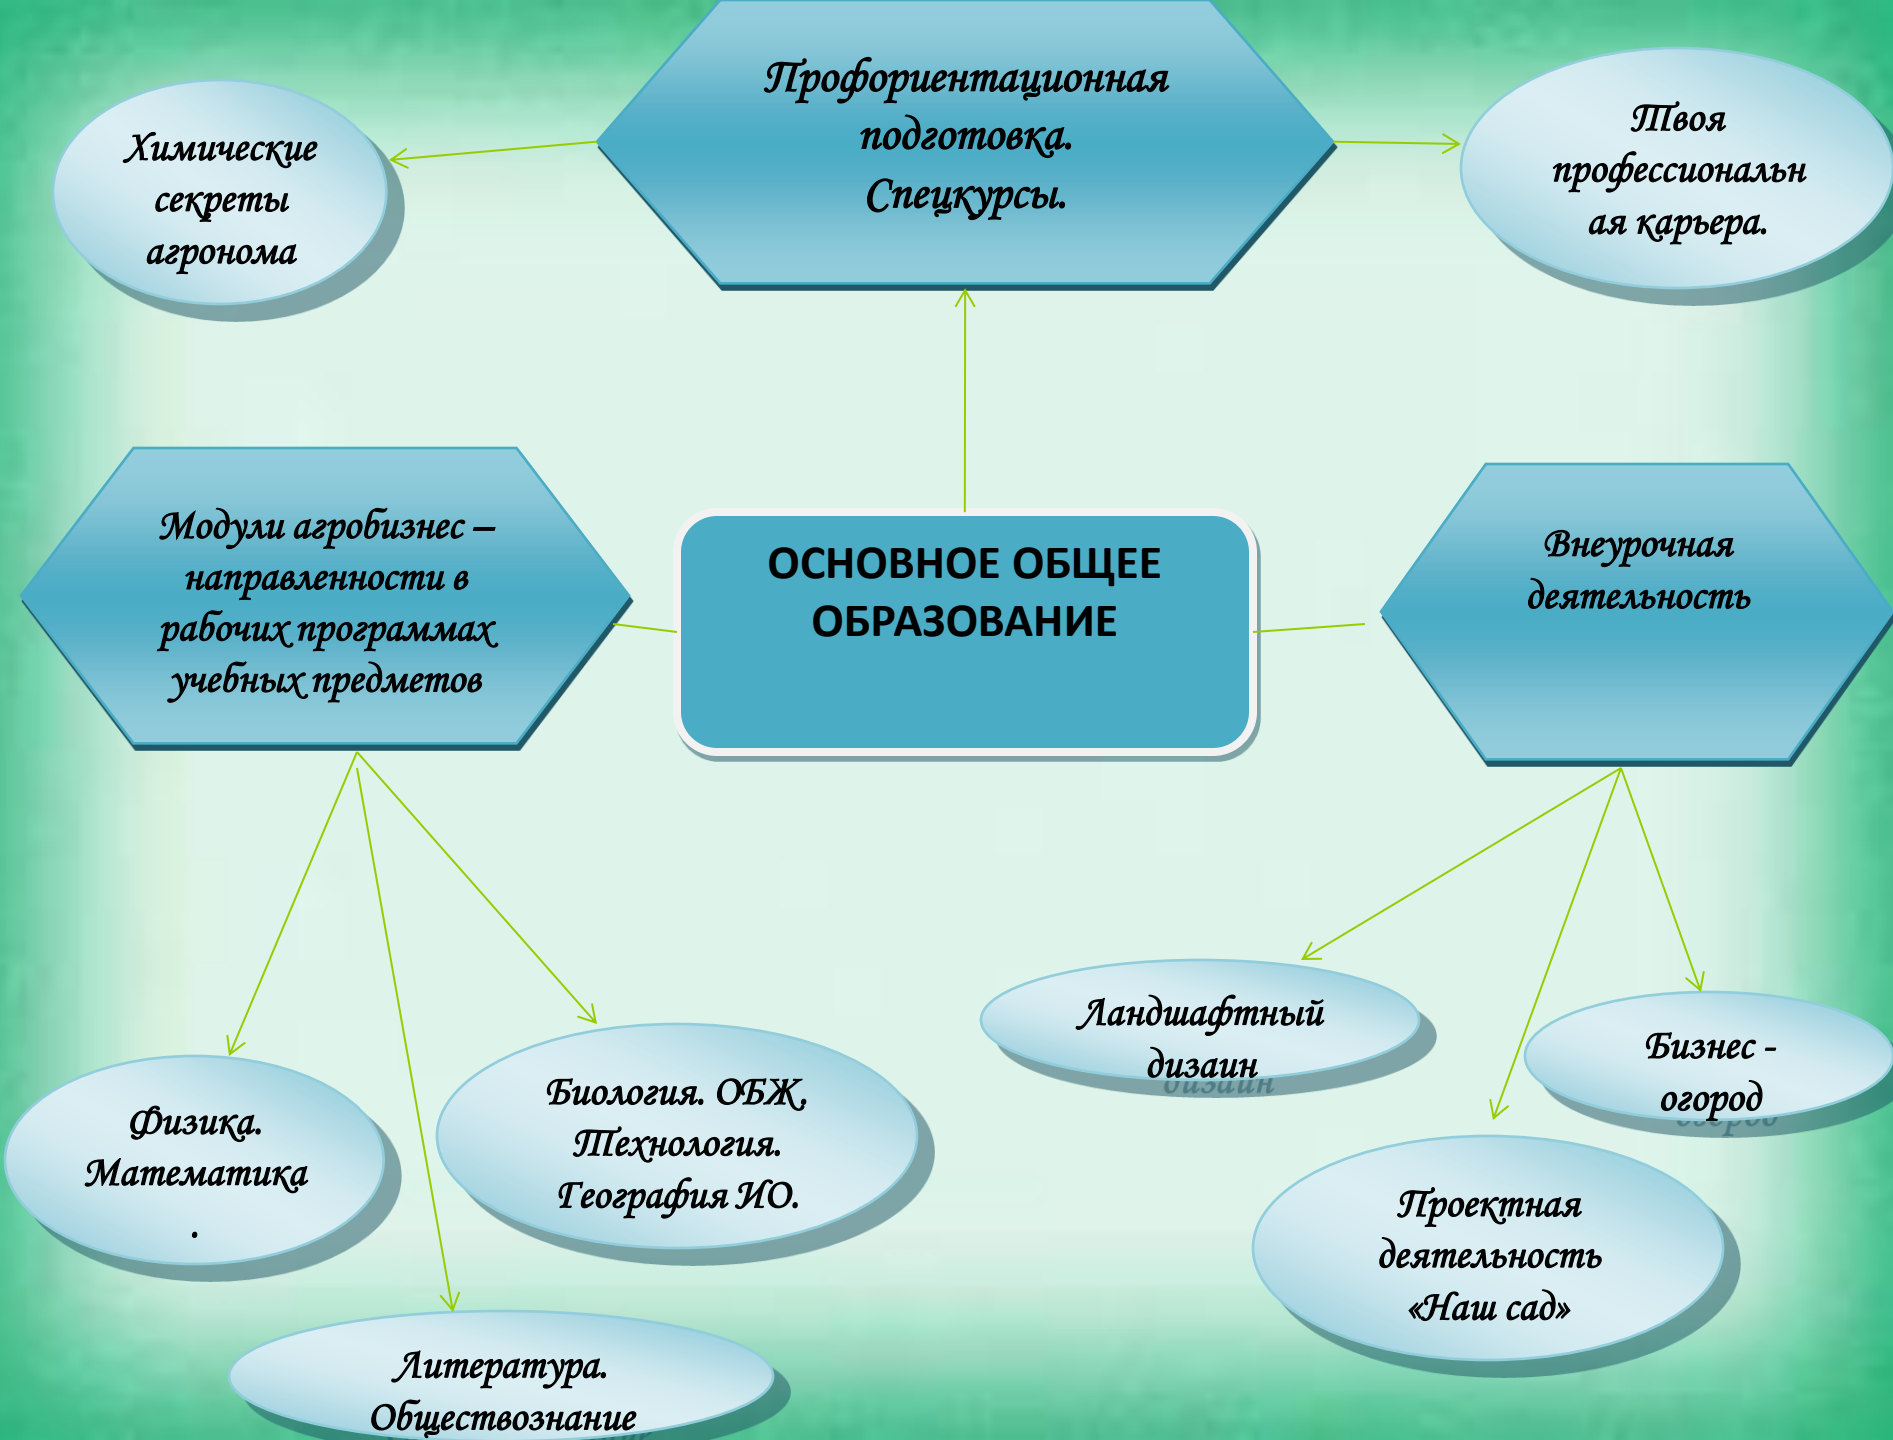 Профориентационная
подготовка.
Спецкурсы.
Химические
секреты
агронома
Твоя
профессиональн
ая карьера.
Модули агробизнес –
направленности в
рабочих программах
учебных предметов
ОСНОВНОЕ ОБЩЕЕ
ОБРАЗОВАНИЕ
Внеурочная
деятельность
Физика.
Математика
.
Биология. ОБЖ.
Технология.
География ИО.
Литература.
Обществознание
Ландшафтный
дизаин
Бизнес -
огород
Проектная
деятельность
«Наш сад»